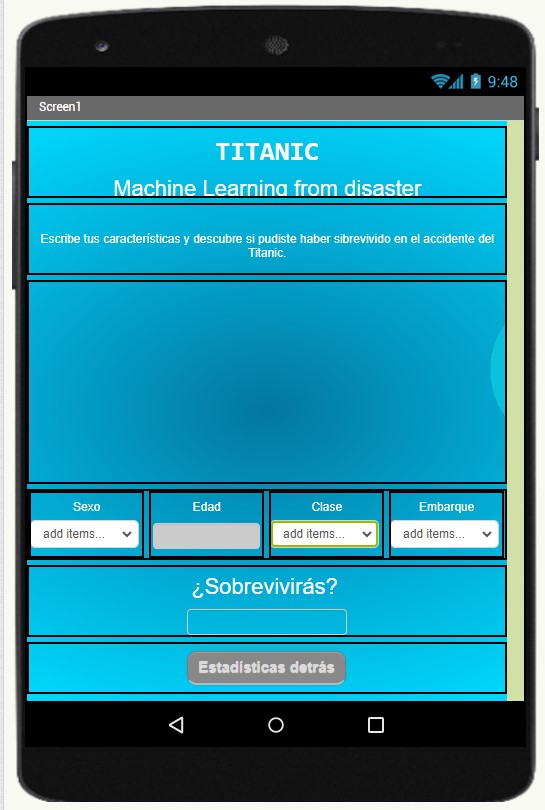 9:48
Screen1
TITANIC
Machine Learning from disaster
Escribe tus características y descubre si pudiste haber sibrevivido en el accidente del
Titanic.
Sexo Edad Clase Embarque
add items... add items... add items...
¿Sobrevivirás?
Estadísticas detrás